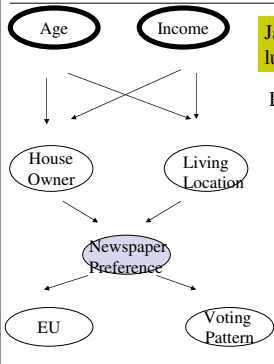 Age
Income
House
Owner
Living
Location
Newspaper
Preference
EU
Voting
Pattern